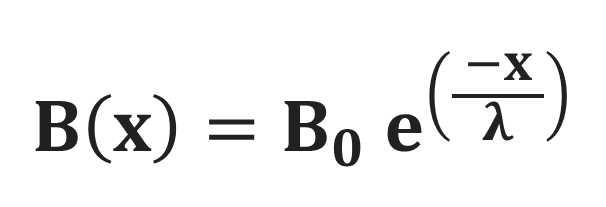 B(x) = B₀ e^(−x/λ)